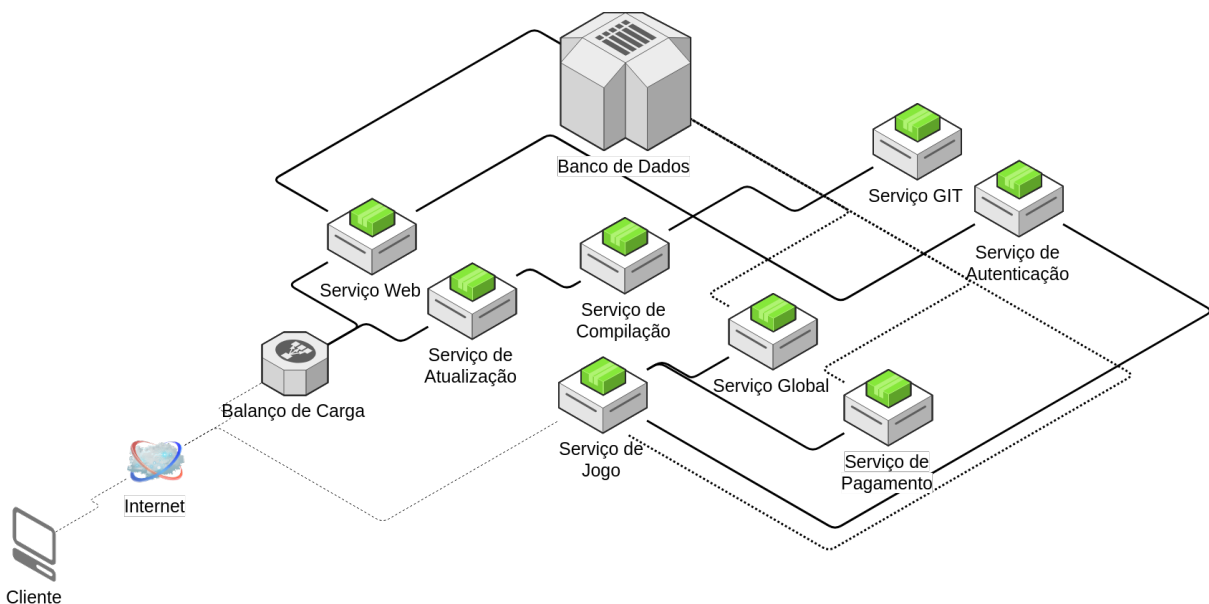 Banco de Dados
Serviço GIT
Serviço de
Autenticação
Serviço Web
Serviço de
Compilação
Serviço de
Atualização
Serviço Global
Balanço de Carga
Serviço de
Jogo
Serviço de
Pagamento
Internet
Cliente